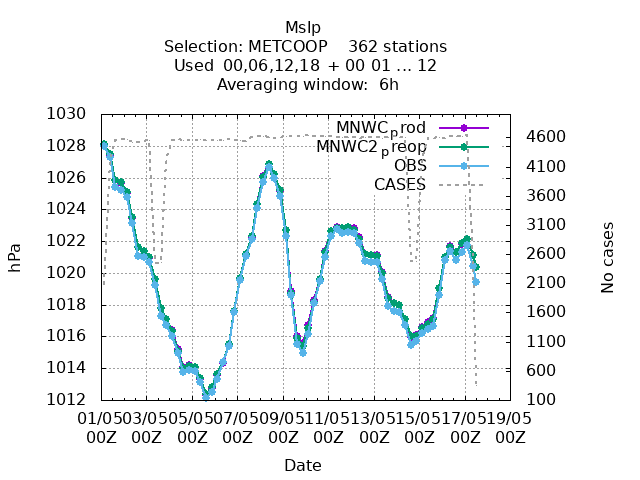 Mslp
Selection: METCOOP    362 stations
Used  00,06,12,18  + 00  01 ... 12
Averaging window:  6h
MNWC_prod
MNWC2_preop
OBS
CASES
hPa
1030
1028
1026
1024
1022
1020
1018
1016
1014
1012
No cases
4600
4100
3600
3100
2600
2100
1600
1100
600
100
01/05 03/05 05/05 07/05 09/05 11/05 13/05 15/05 17/05 19/05
00Z 00Z 00Z 00Z 00Z 00Z 00Z 00Z 00Z 00Z
Date